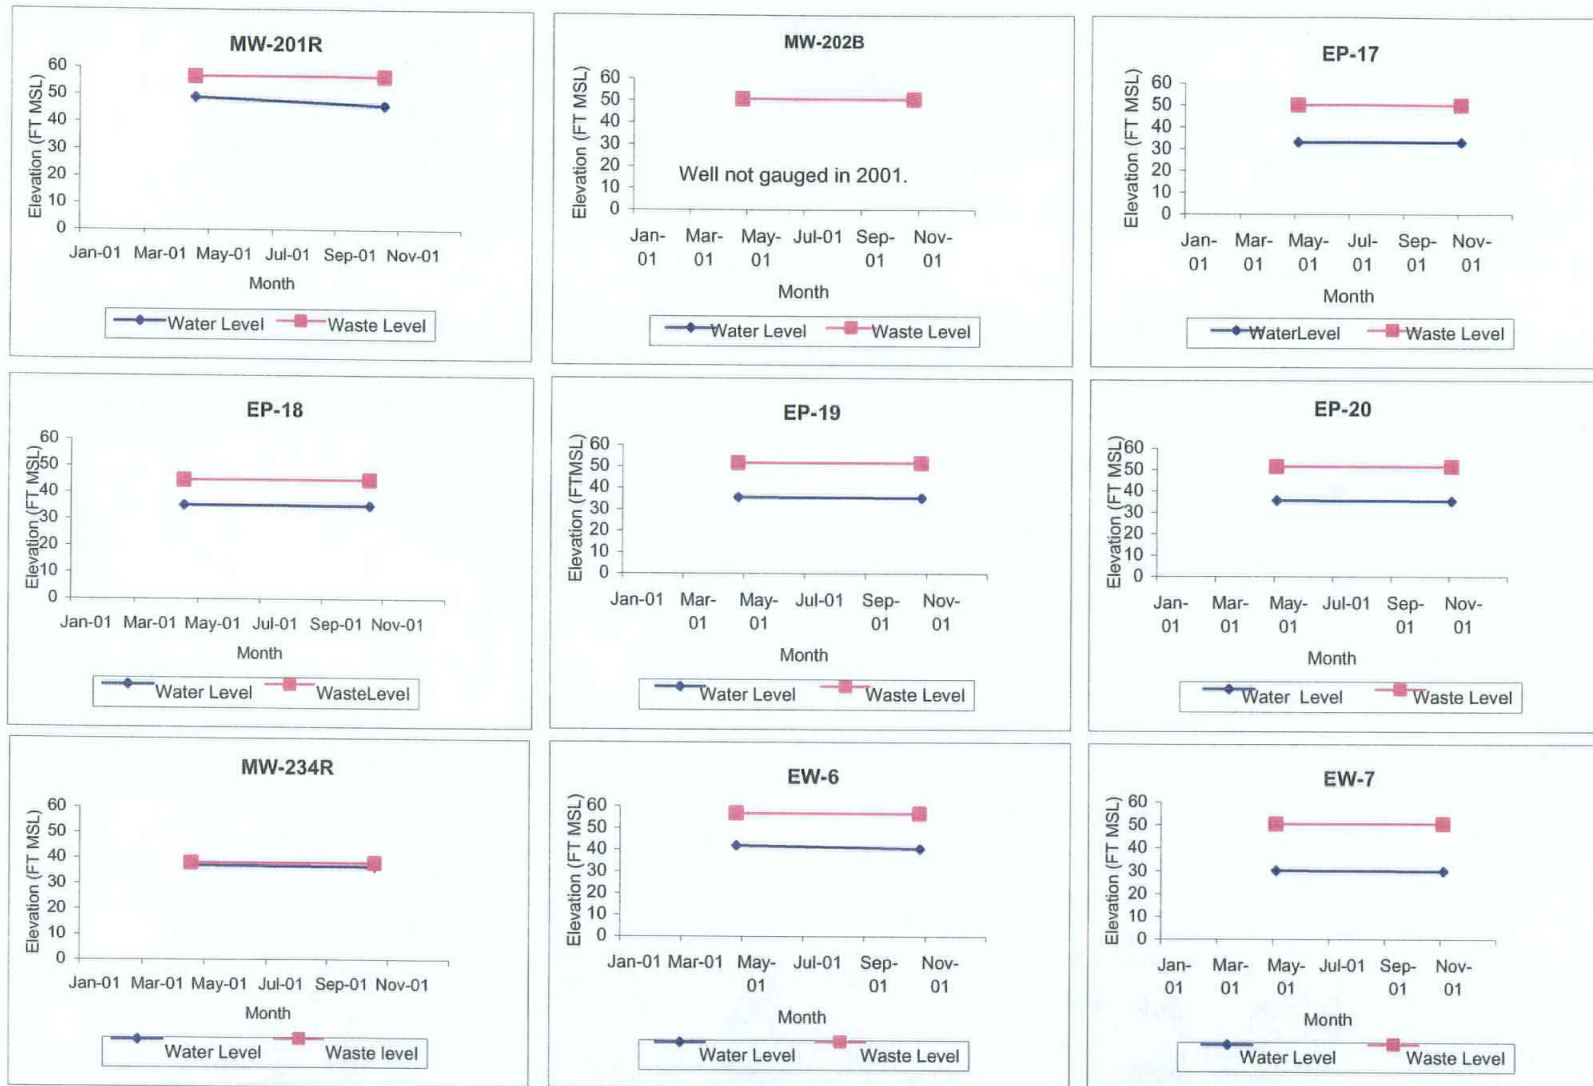 MW-201R
Elevation (FT MSL)
60
50
40
30
20
10
0
Jan-01 Mar-01 May-01 Jul-01 Sep-01 Nov-01
Month
Water Level Waste Level
MW-202B
Elevation (FT MSL)
60
50
40
30
20
10
0
Well not gauged in 2001.
Jan- Mar- May- Jul-01 Sep- Nov-
01 01 01 01 01
Month
Water Level Waste Level
EP-17
Elevation (FT MSL)
60
50
40
30
20
10
0
Jan- Mar- May- Jul- Sep- Nov-
01 01 01 01 01 01
Month
WaterLevel Waste Level
EP-18
Elevation (FT MSL)
60
50
40
30
20
10
0
Jan-01 Mar-01 May-01 Jul-01 Sep-01 Nov-01
Month
Water Level WasteLevel
EP-19
Elevation (FTMSL)
60
50
40
30
20
10
0
Jan-01 Mar- May- Jul-01 Sep- Nov-
01 01 01 01
Month
Water Level Waste Level
EP-20
Elevation (FT MSL)
60
50
40
30
20
10
0
Jan- Mar- May- Jul-01 Sep- Nov-
01 01 01 01 01
Month
Water Level Waste Level
MW-234R
Elevation (FT MSL)
60
50
40
30
20
10
0
Jan-01 Mar-01 May-01 Jul-01 Sep-01 Nov-01
Month
Water Level Waste level
EW-6
Elevation (FT MSL)
60
50
40
30
20
10
0
Jan-01 Mar-01 May- Jul-01 Sep- Nov-
01 01 01
Month
Water Level Waste Level
EW-7
Elevation (FT MSL)
60
50
40
30
20
10
0
Jan- Mar- May- Jul-01 Sep- Nov-
01 01 01 01 01
Month
Water Level Waste Level